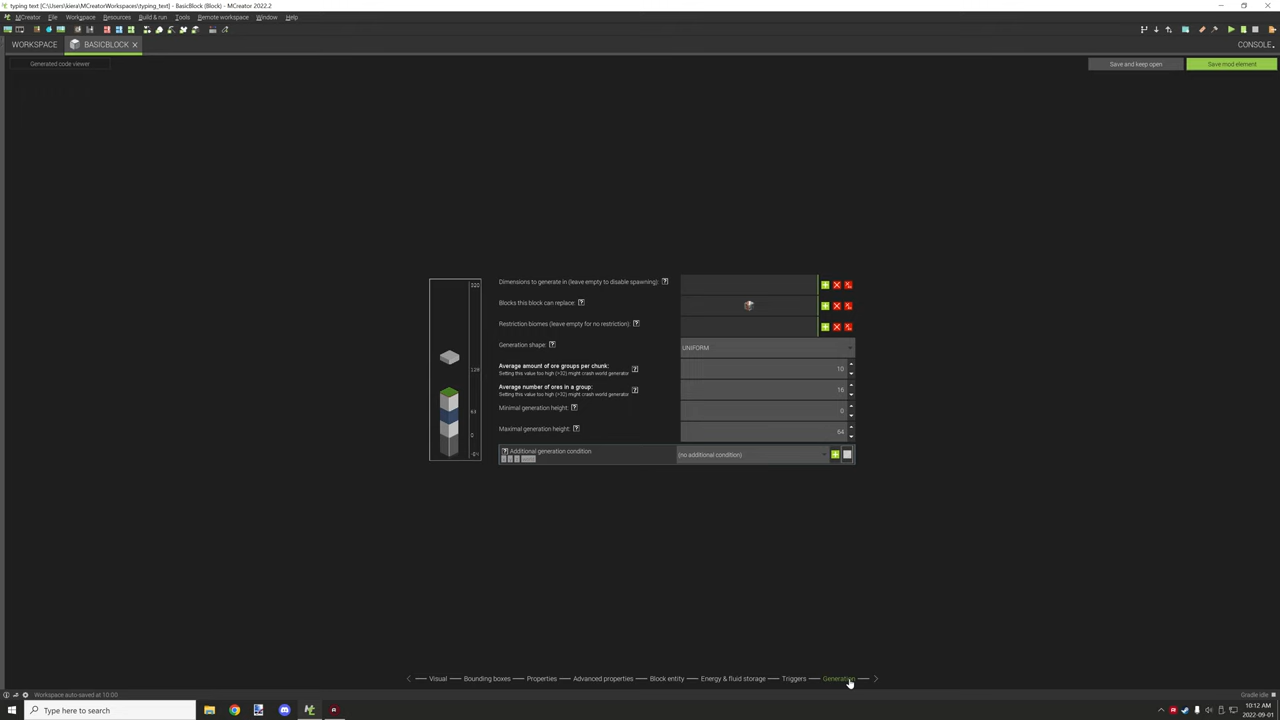 typing text [C:\Users\kiera\MCreatorWorkspaces\typing_text] - BasicBlock (Block) - MCreator 2022.2
MCreator File Workspace Resources Build & run Tools Remote workspace Window Help
WORKSPACE BASICBLOCK CONSOLE
Generated code viewer Save and keep open Save mod element
320
Dimensions to generate in (leave empty to disable spawning):
Blocks this block can replace:
Restriction biomes (leave empty for no restriction):
Generation shape: UNIFORM
Average amount of ore groups per chunk: 10
Setting this value too high (>32) might crash world generator
128
Average number of ores in a group: 16
Setting this value too high (>32) might crash world generator
Minimal generation height: 0
63
Maximal generation height: 64
0
Additional generation condition (no additional condition)
-64
Visual Bounding boxes Properties Advanced properties Block entity Energy & fluid storage Triggers Generation
Workspace auto-saved at 10:00 Gradle idle
Type here to search
10:12 AM
2022-09-01